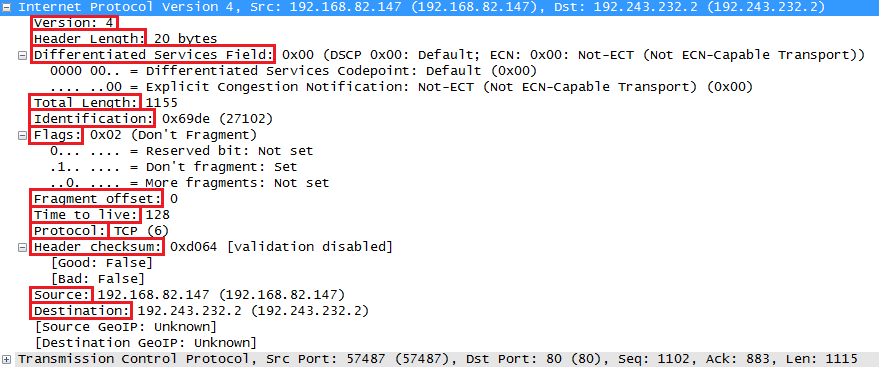 Internet Protocol Version 4, Src: 192.168.82.147 (192.168.82.147), Dst: 192.243.232.2 (192.243.232.2)
Version: 4
Header Length: 20 bytes
Differentiated Services Field: 0x00 (DSCP 0x00: Default; ECN: 0x00: Not-ECT (Not ECN-Capable Transport))
0000 00.. = Differentiated Services Codepoint: Default (0x00)
.... ..00 = Explicit Congestion Notification: Not-ECT (Not ECN-Capable Transport) (0x00)
Total Length: 1155
Identification: 0x69de (27102)
Flags: 0x02 (Don't Fragment)
0... .... = Reserved bit: Not set
.1.. .... = Don't fragment: Set
..0. .... = More fragments: Not set
Fragment offset: 0
Time to live: 128
Protocol: TCP (6)
Header checksum: 0xd064 [validation disabled]
[Good: False]
[Bad: False]
Source: 192.168.82.147 (192.168.82.147)
Destination: 192.243.232.2 (192.243.232.2)
[Source GeoIP: Unknown]
[Destination GeoIP: Unknown]
Transmission Control Protocol, Src Port: 57487 (57487), Dst Port: 80 (80), Seq: 1102, Ack: 883, Len: 1115